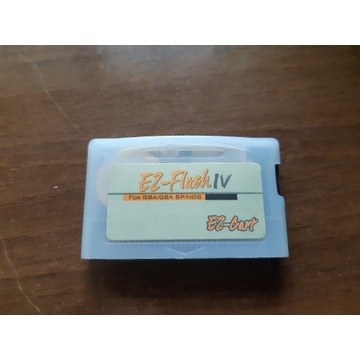 EZ-Flash IV
FOR GBA/GBA SP/NDS
EZ-Cart